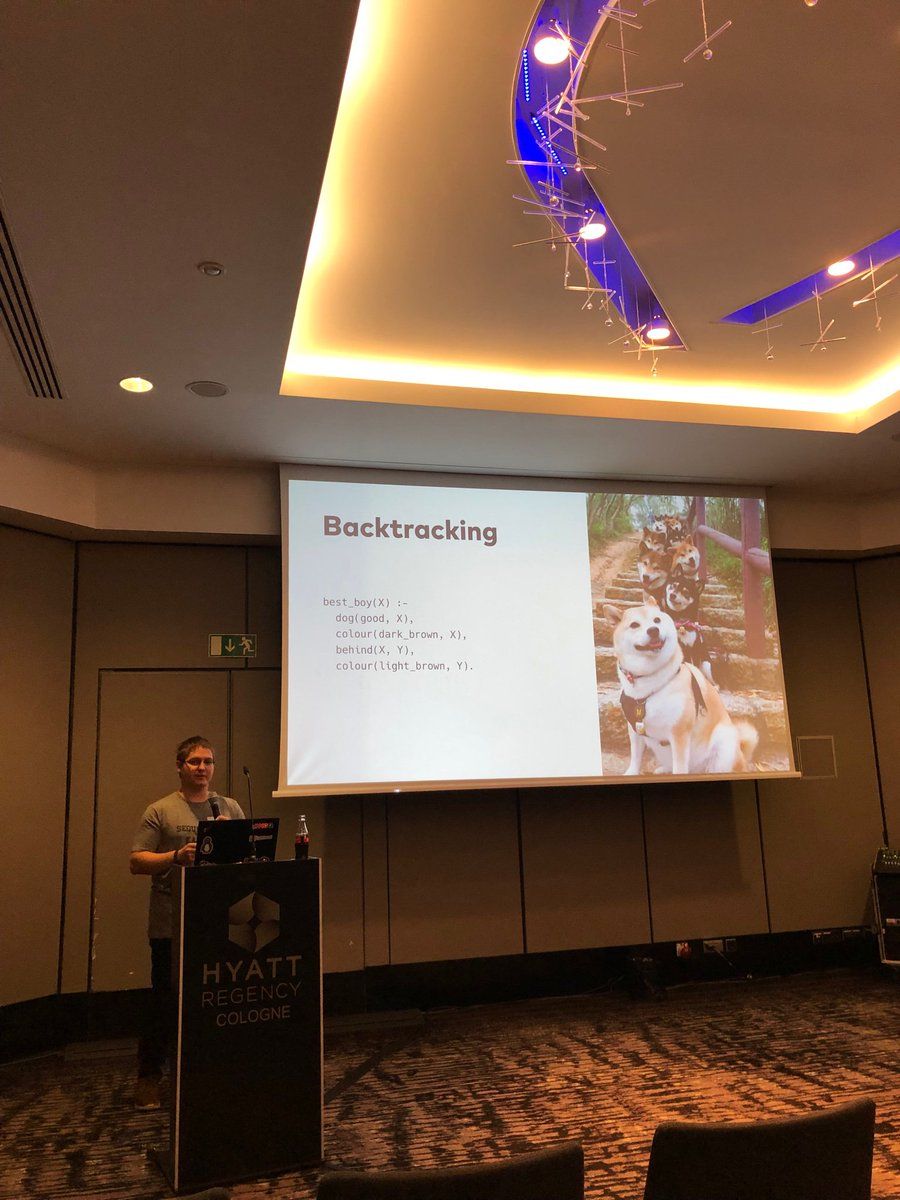 Backtracking
best_boy(X) :-
dog(good, X),
colour(dark_brown, X),
behind(X, Y),
colour(light_brown, Y).
HYATT
REGENCY
COLOGNE